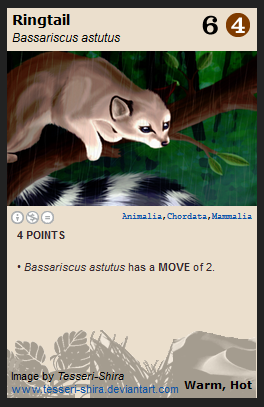 Ringtail
Bassariscus astutus
6 4
Animalia,Chordata,Mammalia
4 POINTS
• Bassariscus astutus has a MOVE of 2.
Image by Tesseri-Shira
www.tesseri-shira.deviantart.com
Warm, Hot